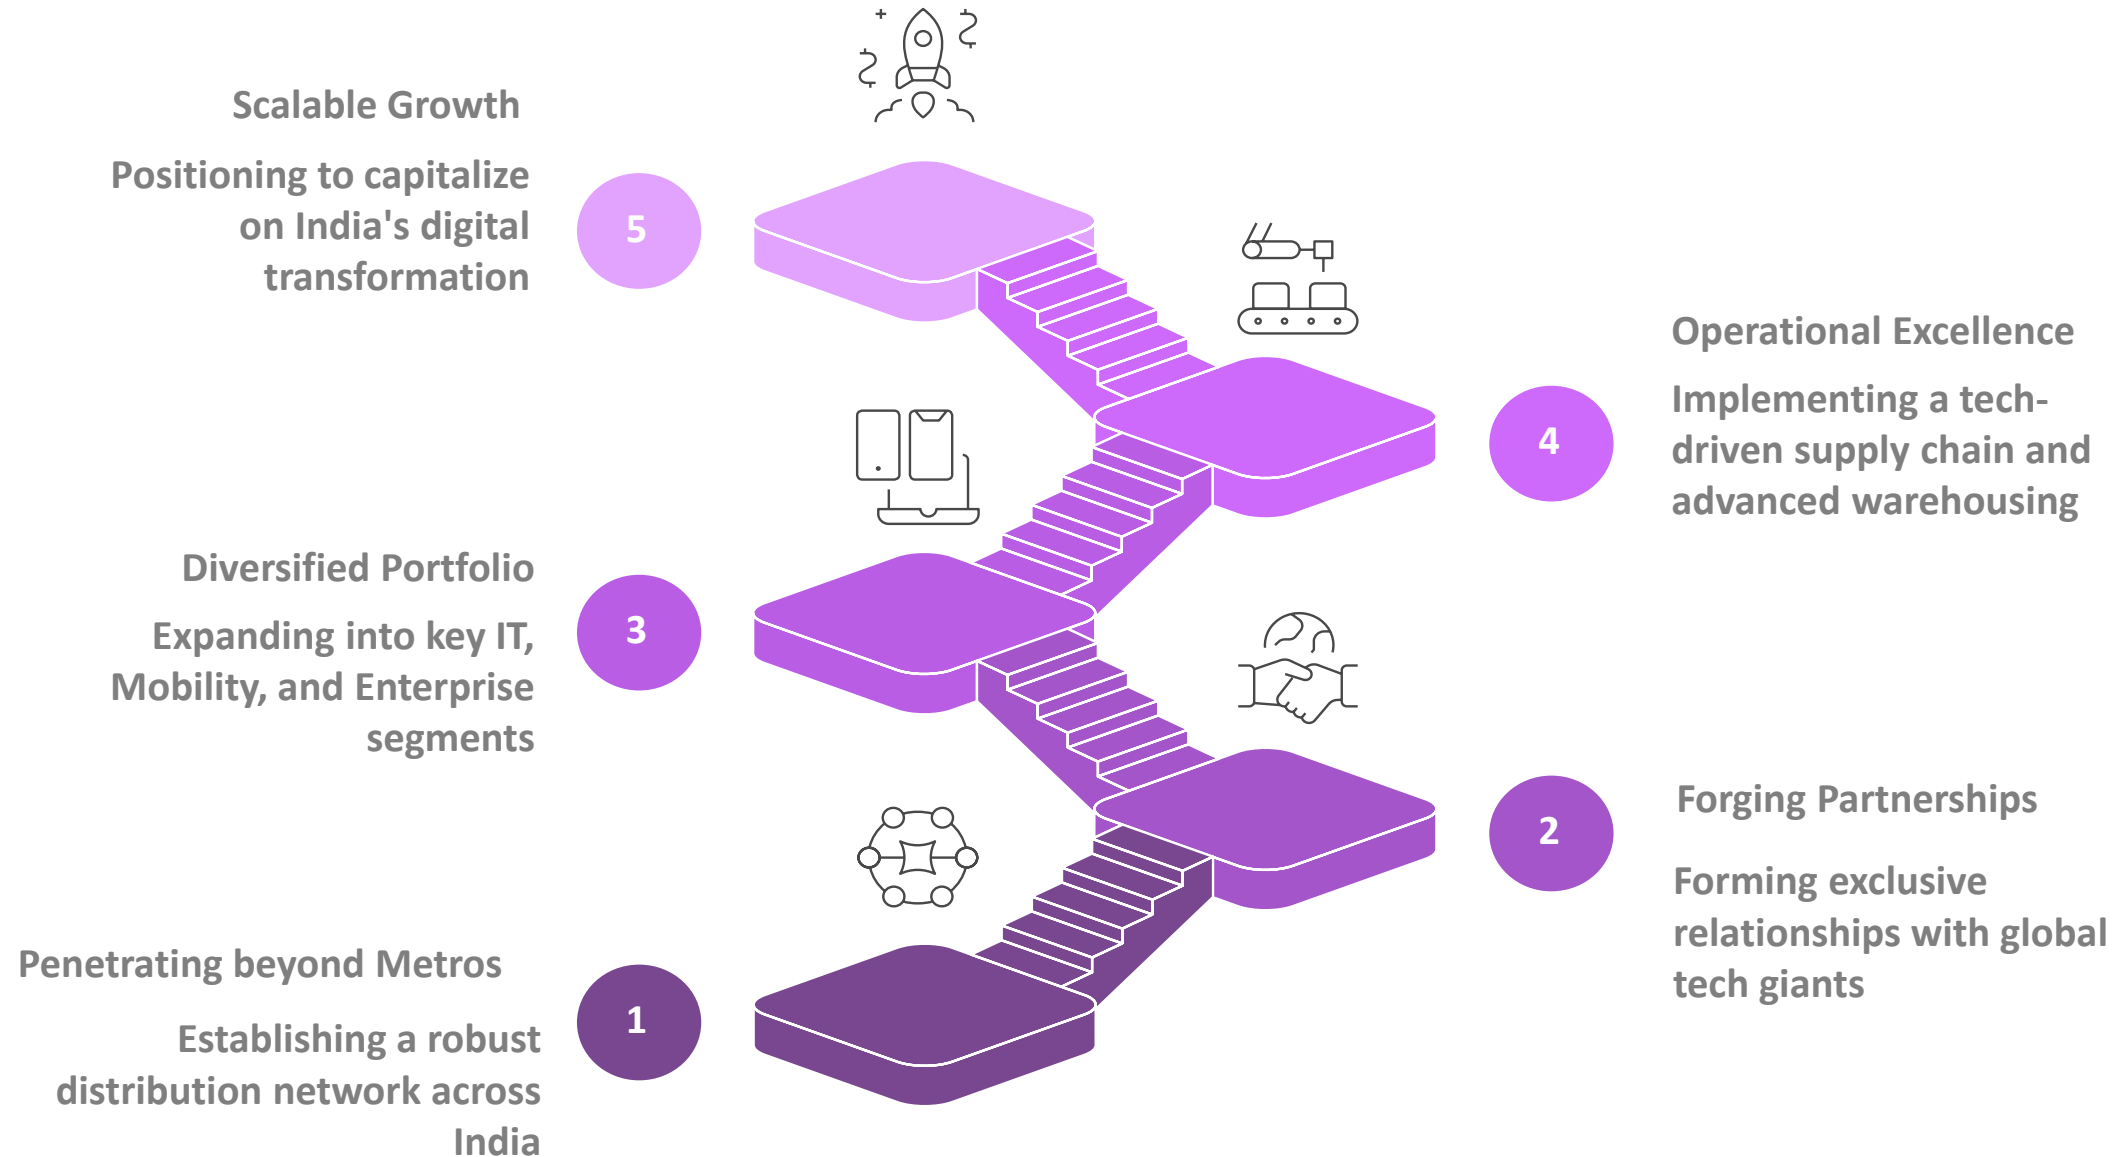 Scalable Growth
Positioning to capitalize
on India's digital
transformation
5
Operational Excellence
Implementing a tech-
driven supply chain and
advanced warehousing
4
Diversified Portfolio
Expanding into key IT,
Mobility, and Enterprise
segments
3
Forging Partnerships
Forming exclusive
relationships with global
tech giants
2
Penetrating beyond Metros
Establishing a robust
distribution network across
India
1